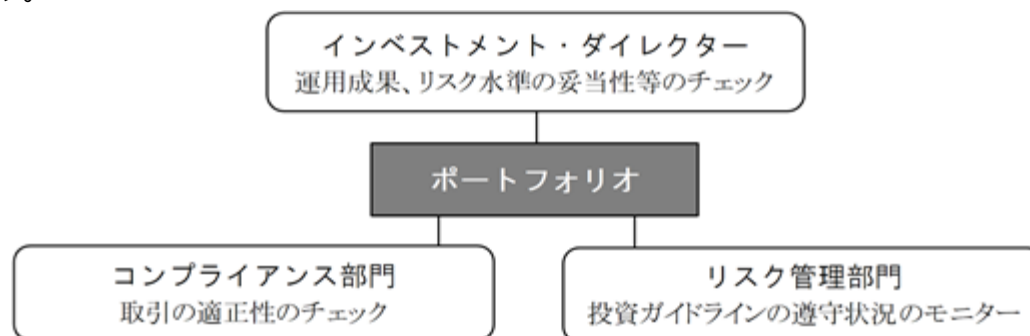 す。
インベストメント・ダイレクター
運用成果、リスク水準の妥当性等のチェック
ポートフォリオ
コンプライアンス部門
取引の適正性のチェック
リスク管理部門
投資ガイドラインの遵守状況のモニター